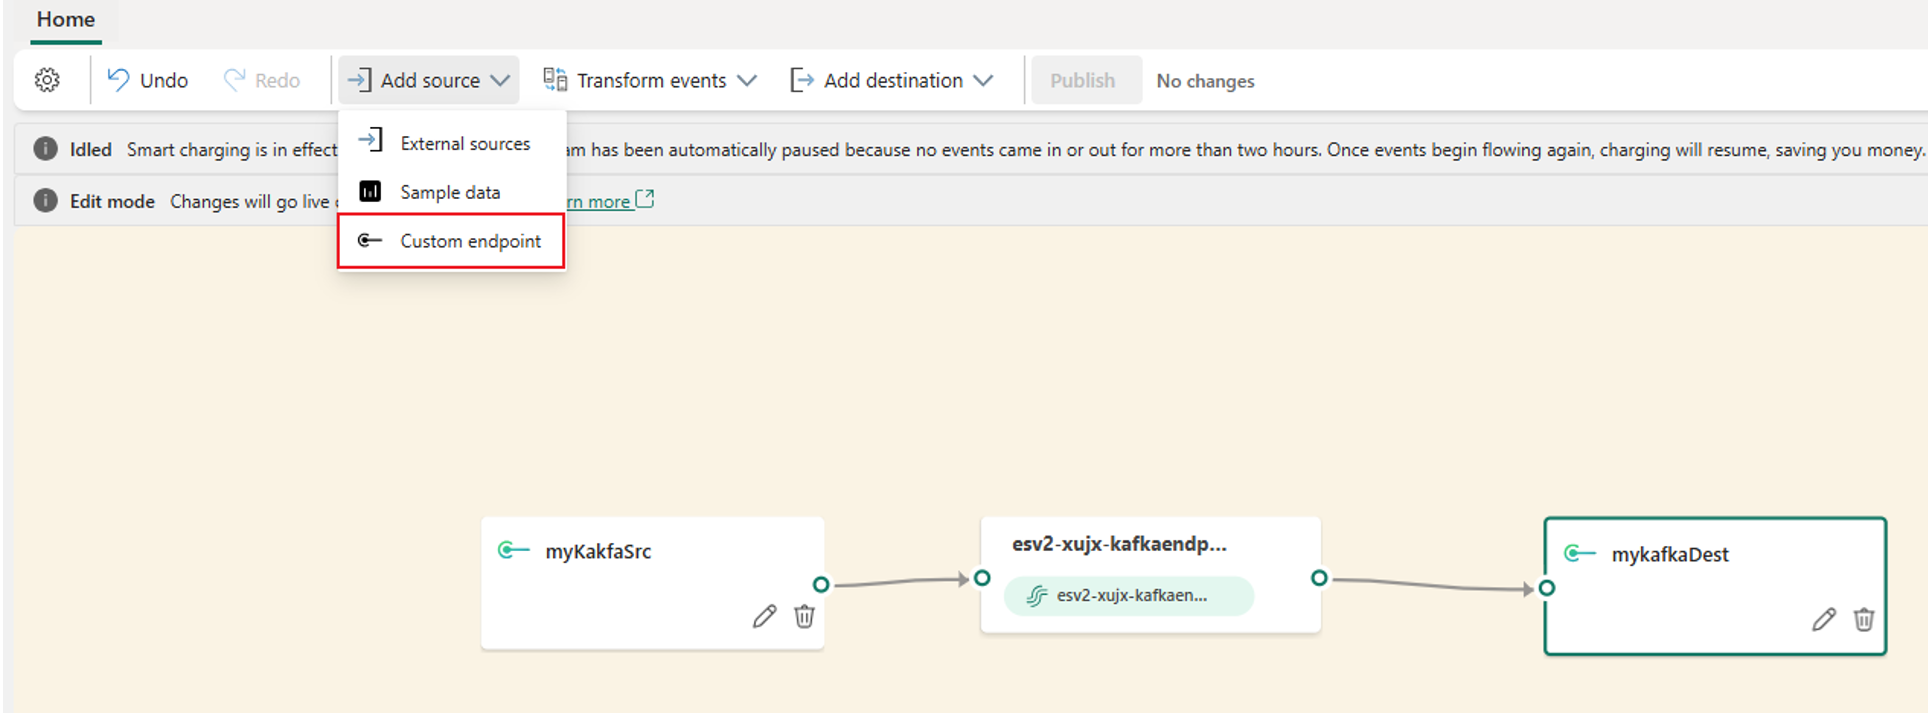 Home
Undo Redo Add source Transform events Add destination Publish No changes
External sources
Sample data
Custom endpoint
Idled Smart charging is in effect am has been automatically paused because no events came in or out for more than two hours. Once events begin flowing again, charging will resume, saving you money.
Edit mode Changes will go live rn more
myKakfaSrc
esv2-xujx-kafkaendp...
esv2-xujx-kafkaen...
mykafkaDest